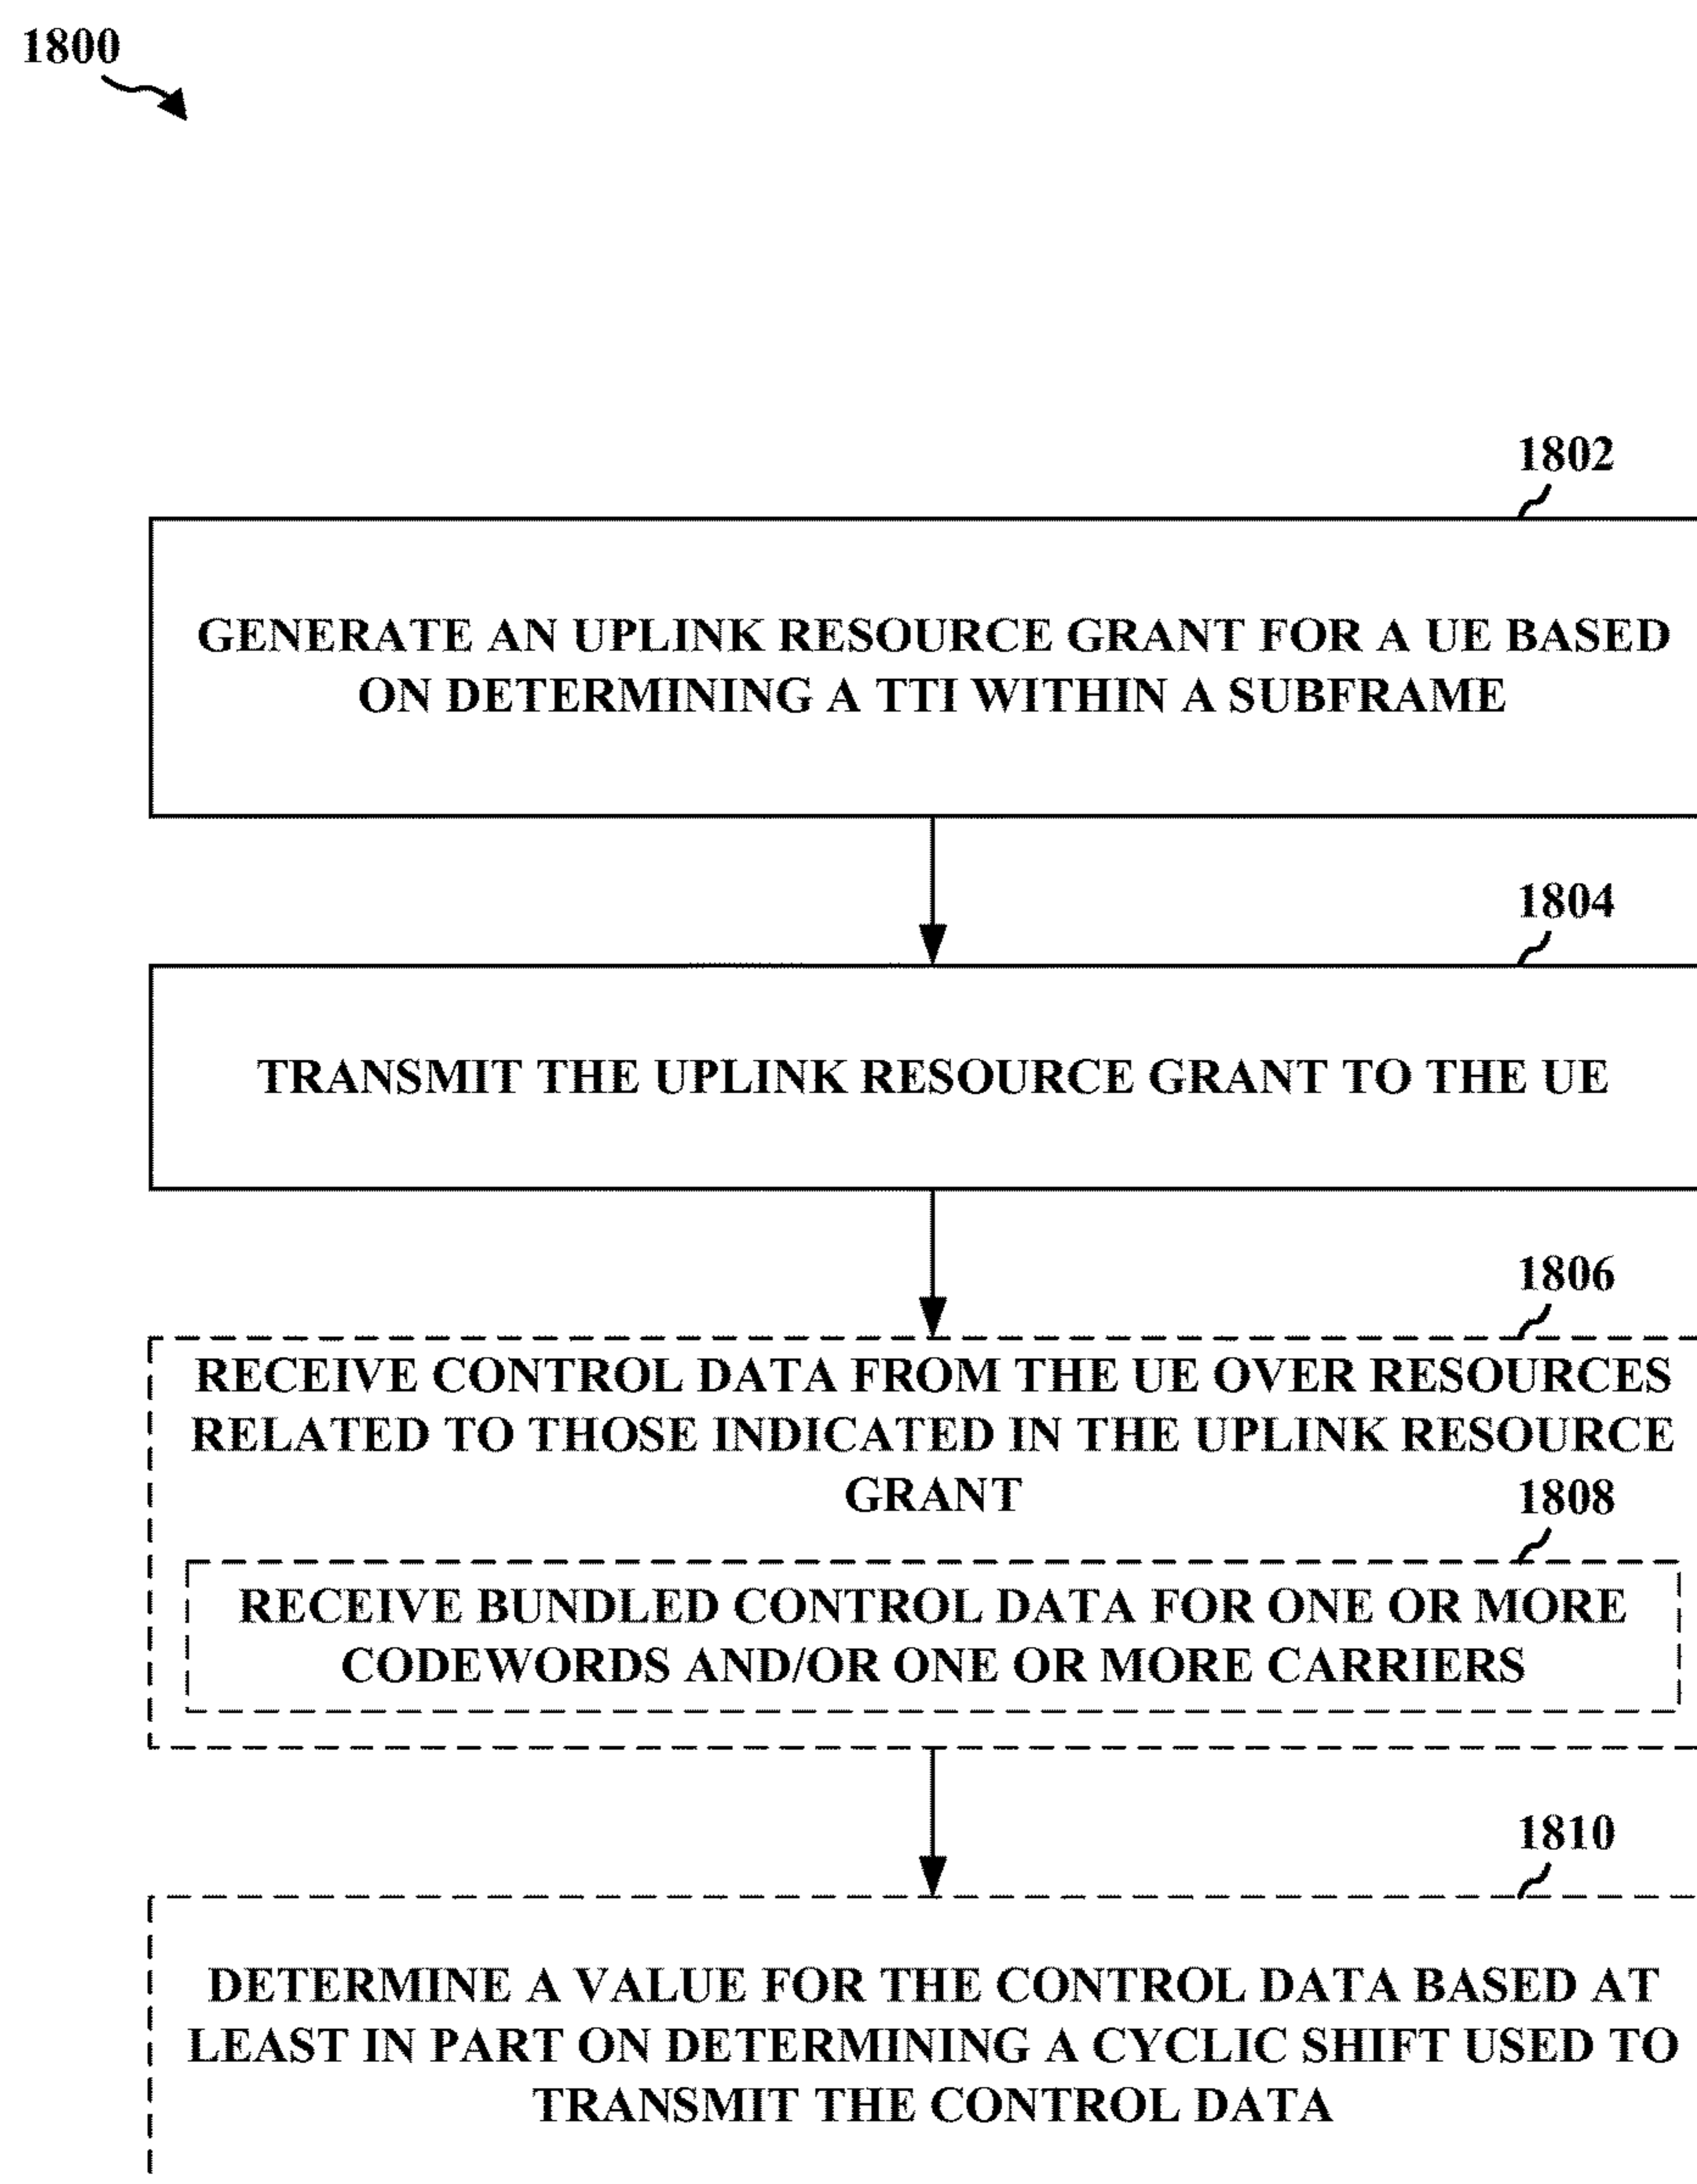 1800
1802
GENERATE AN UPLINK RESOURCE GRANT FOR A UE BASED
ON DETERMINING A TTI WITHIN A SUBFRAME
1804
TRANSMIT THE UPLINK RESOURCE GRANT TO THE UE
1806
RECEIVE CONTROL DATA FROM THE UE OVER RESOURCES
RELATED TO THOSE INDICATED IN THE UPLINK RESOURCE
GRANT
1808
RECEIVE BUNDLED CONTROL DATA FOR ONE OR MORE
CODEWORDS AND/OR ONE OR MORE CARRIERS
1810
DETERMINE A VALUE FOR THE CONTROL DATA BASED AT
LEAST IN PART ON DETERMINING A CYCLIC SHIFT USED TO
TRANSMIT THE CONTROL DATA